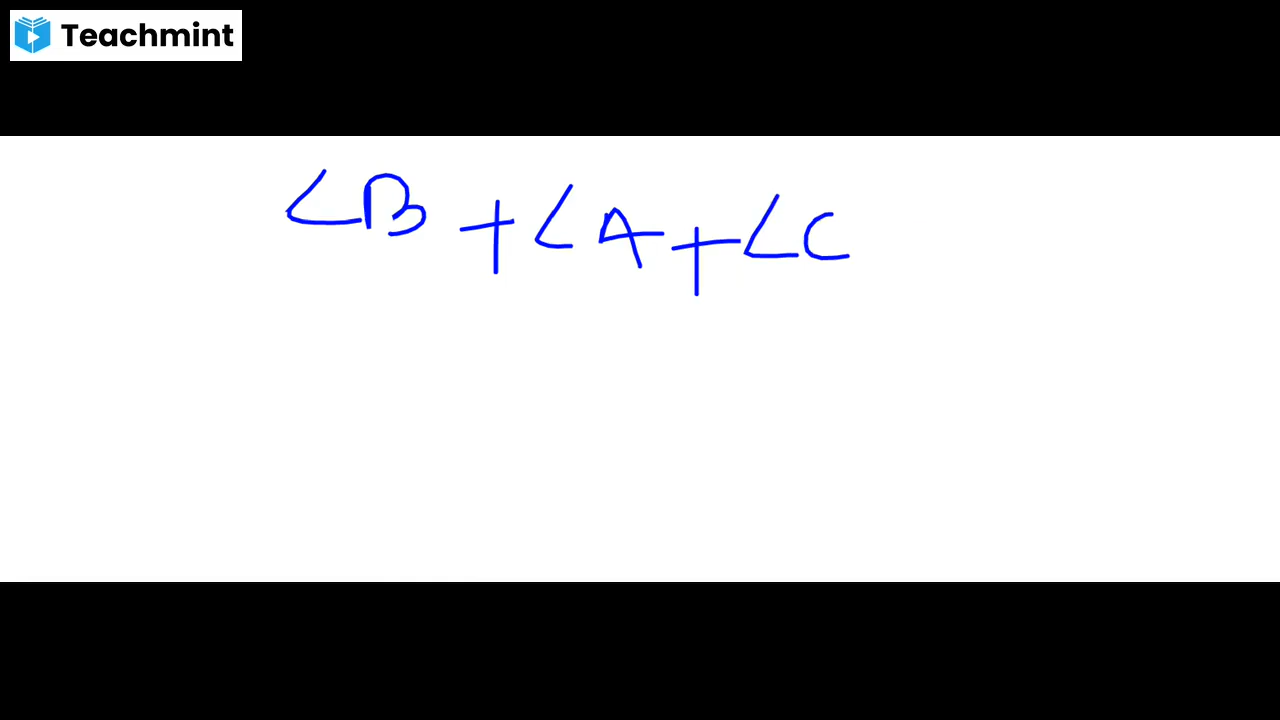 Teachmint
∠B + ∠A + ∠C